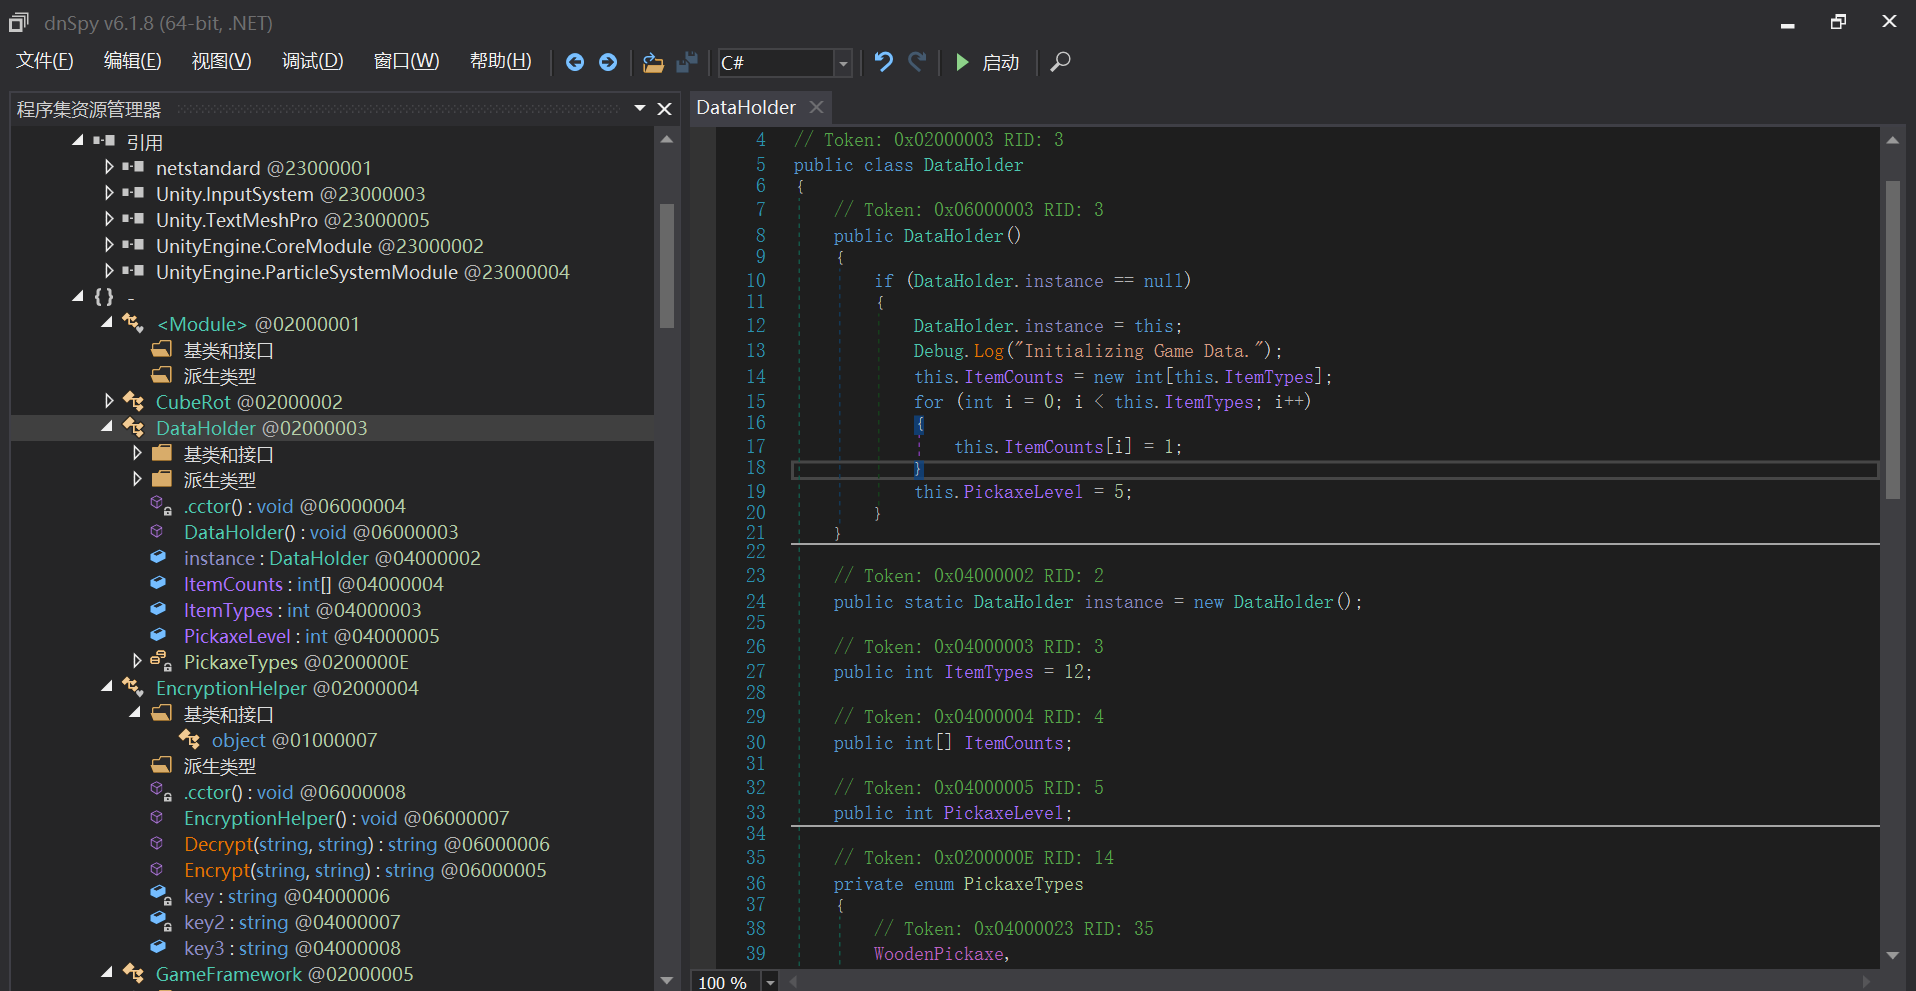 dnSpy v6.1.8 (64-bit, .NET)
文件(F) 编辑(E) 视图(V) 调试(D) 窗口(W) 帮助(H) C# 启动
程序集资源管理器
引用
netstandard @23000001
Unity.InputSystem @23000003
Unity.TextMeshPro @23000005
UnityEngine.CoreModule @23000002
UnityEngine.ParticleSystemModule @23000004
{} -
<Module> @02000001
基类和接口
派生类型
CubeRot @02000002
DataHolder @02000003
基类和接口
派生类型
.cctor() : void @06000004
DataHolder() : void @06000003
instance : DataHolder @04000002
ItemCounts : int[] @04000004
ItemTypes : int @04000003
PickaxeLevel : int @04000005
PickaxeTypes @0200000E
EncryptionHelper @02000004
基类和接口
object @01000007
派生类型
.cctor() : void @06000008
EncryptionHelper() : void @06000007
Decrypt(string, string) : string @06000006
Encrypt(string, string) : string @06000005
key : string @04000006
key2 : string @04000007
key3 : string @04000008
GameFramework @02000005
DataHolder
4 // Token: 0x02000003 RID: 3
5 public class DataHolder
6 {
7 // Token: 0x06000003 RID: 3
8 public DataHolder()
9 {
10 if (DataHolder.instance == null)
11 {
12 DataHolder.instance = this;
13 Debug.Log("Initializing Game Data.");
14 this.ItemCounts = new int[this.ItemTypes];
15 for (int i = 0; i < this.ItemTypes; i++)
16 {
17 this.ItemCounts[i] = 1;
18 }
19 this.PickaxeLevel = 5;
20 }
21 }
22
23 // Token: 0x04000002 RID: 2
24 public static DataHolder instance = new DataHolder();
25
26 // Token: 0x04000003 RID: 3
27 public int ItemTypes = 12;
28
29 // Token: 0x04000004 RID: 4
30 public int[] ItemCounts;
31
32 // Token: 0x04000005 RID: 5
33 public int PickaxeLevel;
34
35 // Token: 0x0200000E RID: 14
36 private enum PickaxeTypes
37 {
38 // Token: 0x04000023 RID: 35
39 WoodenPickaxe,
100 %